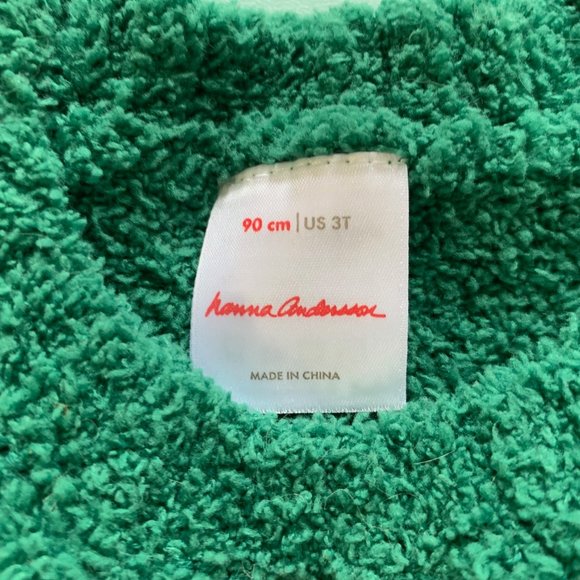 90 cm | US 3T
hanna andersson
MADE IN CHINA